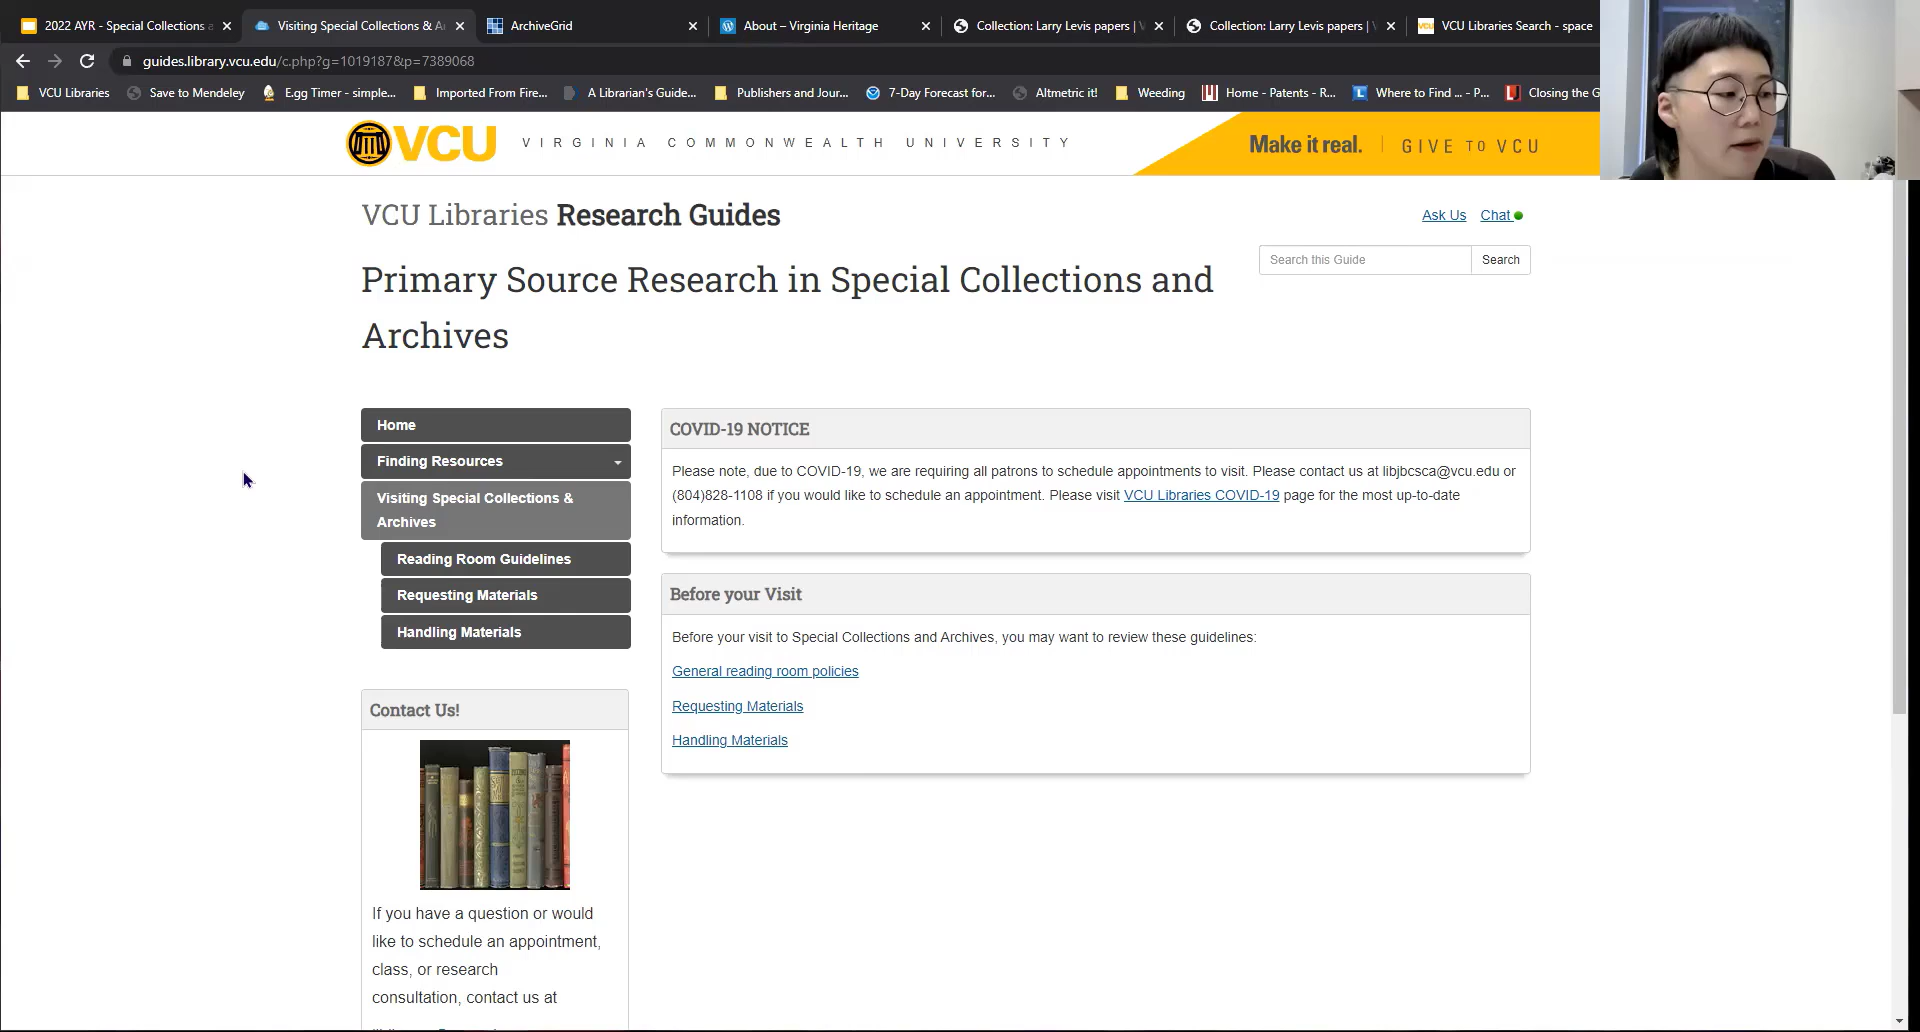 2022 AYR - Special Collections a
Visiting Special Collections & A
ArchiveGrid
About – Virginia Heritage
Collection: Larry Levis papers | V
Collection: Larry Levis papers | V
VCU Libraries Search - space
guides.library.vcu.edu/c.php?g=1019187&p=7389068
VCU Libraries
Save to Mendeley
E.gg Timer - simple...
Imported From Fire...
A Librarian's Guide...
Publishers and Jour...
7-Day Forecast for...
Altmetric it!
Weeding
Home - Patents - R...
Where to Find ... - P...
Closing the G
VCU
VIRGINIA COMMONWEALTH UNIVERSITY
Make it real.
GIVE TO VCU
VCU Libraries Research Guides
Ask Us
Chat
Search this Guide
Search
Primary Source Research in Special Collections and
Archives
Home
Finding Resources
Visiting Special Collections &
Archives
Reading Room Guidelines
Requesting Materials
Handling Materials
COVID-19 NOTICE
Please note, due to COVID-19, we are requiring all patrons to schedule appointments to visit. Please contact us at libjbcsca@vcu.edu or
(804)828-1108 if you would like to schedule an appointment. Please visit VCU Libraries COVID-19 page for the most up-to-date
information.
Before your Visit
Before your visit to Special Collections and Archives, you may want to review these guidelines:
General reading room policies
Requesting Materials
Handling Materials
Contact Us!
If you have a question or would
like to schedule an appointment,
class, or research
consultation, contact us at